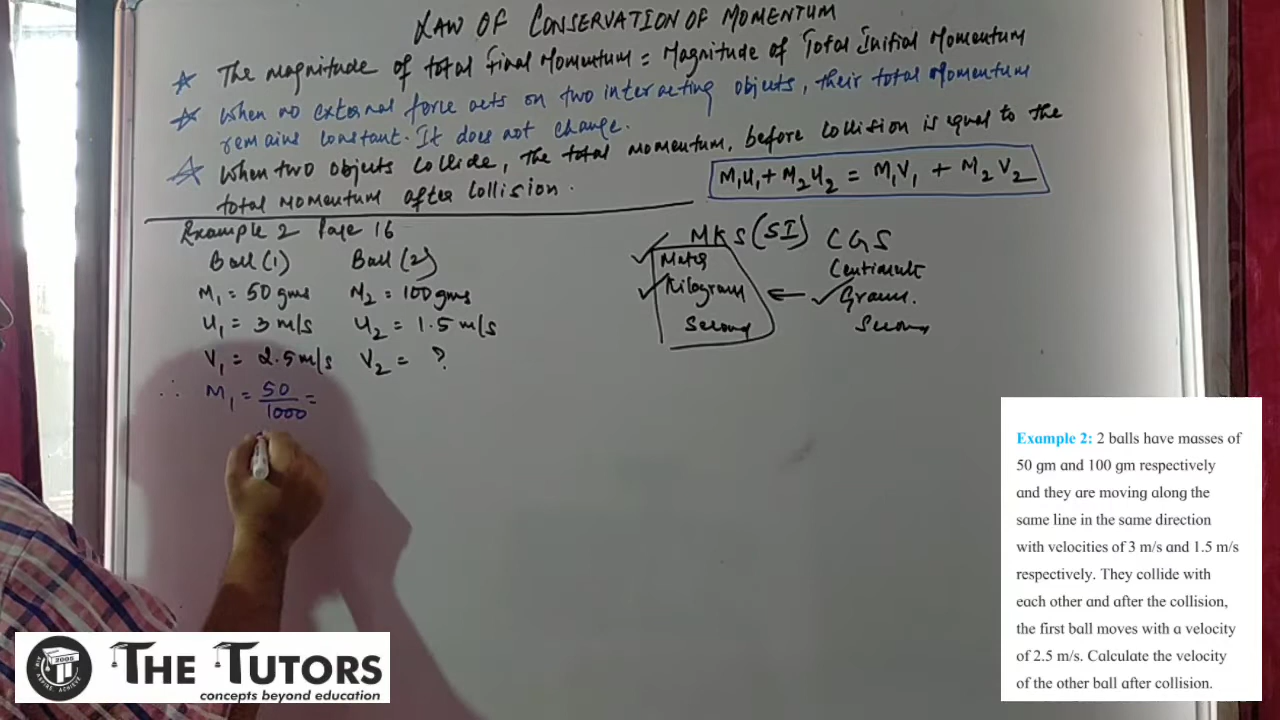 LAW OF CONSERVATION OF MOMENTUM
☆ The magnitude of total Final Momentum = Magnitude of Total Initial Momentum
☆ When no external force acts on two interacting objects, their total Momentum
remains constant. It does not change.
☆ When two objects collide, the total momentum, before collision is equal to the
total momentum after collision.
M₁U₁ + M₂U₂ = M₁V₁ + M₂V₂
Example 2 Page 16
Ball (1) Ball (2)
M₁ = 50 gms M₂ = 100 gms
U₁ = 3 m/s U₂ = 1.5 m/s
V₁ = 2.5 m/s V₂ = ?
∴ M₁ = 50/1000 =
MKS (SI) CGS
✓ Kilogram ← ✓ Gram.
Second Second
Example 2: 2 balls have masses of
50 gm and 100 gm respectively
and they are moving along the
same line in the same direction
with velocities of 3 m/s and 1.5 m/s
respectively. They collide with
each other and after the collision,
the first ball moves with a velocity
of 2.5 m/s. Calculate the velocity
of the other ball after collision.
2005
THE TUTORS
concepts beyond education